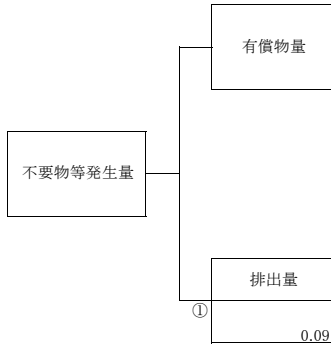 有償物量
不要物等発生量
排出量
①
0.09